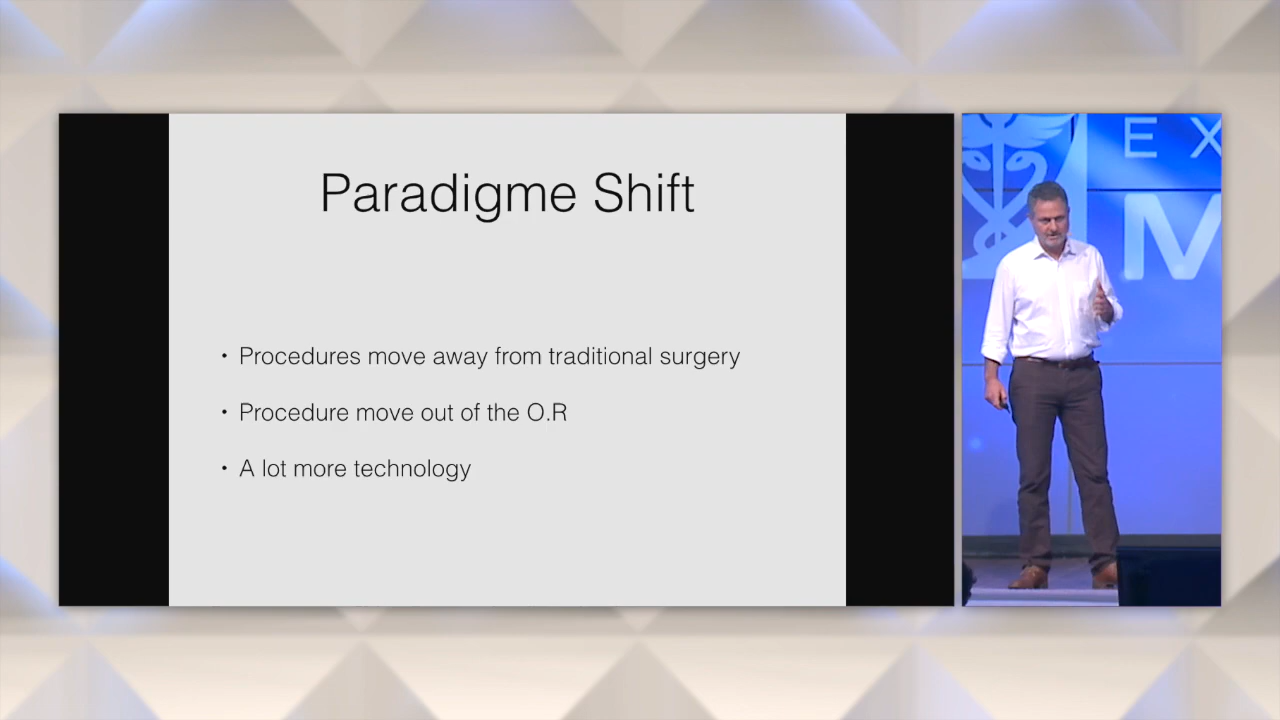 Paradigme Shift
• Procedures move away from traditional surgery
• Procedure move out of the O.R
• A lot more technology
EX
M